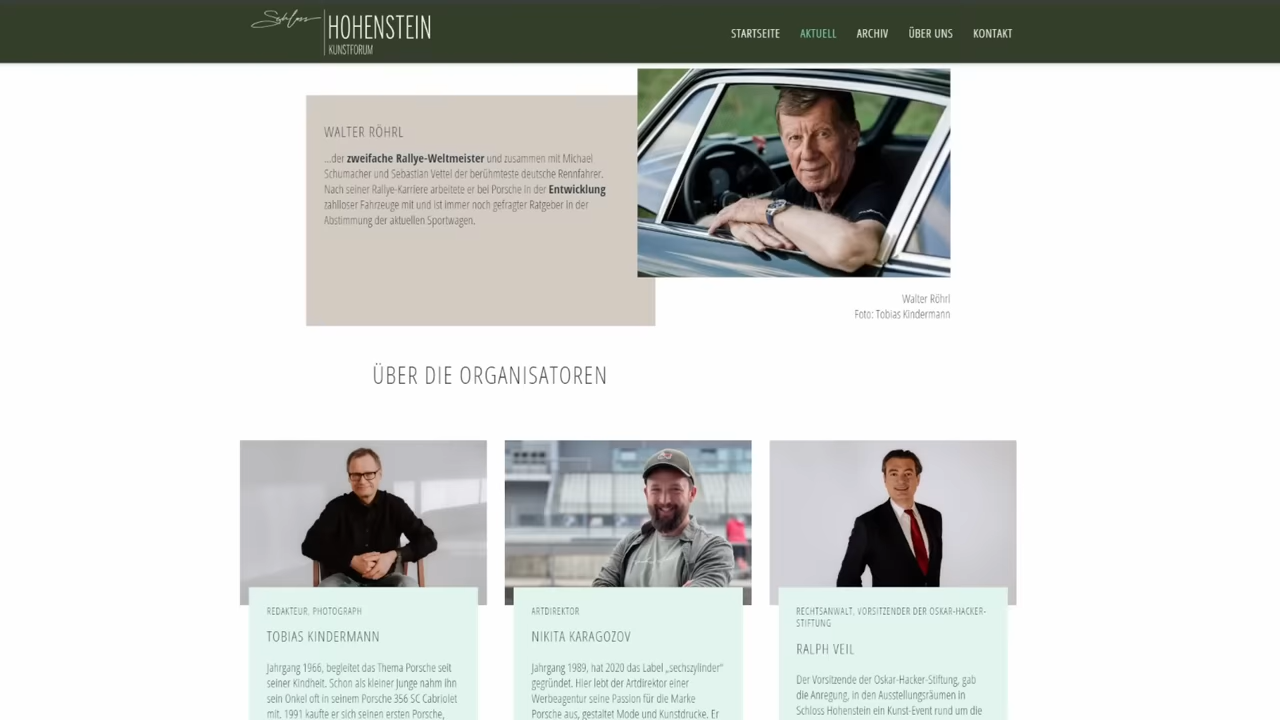 Schloss HOHENSTEIN
KUNSTFORUM
STARTSEITE AKTUELL ARCHIV ÜBER UNS KONTAKT
WALTER RÖHRL
...der zweifache Rallye-Weltmeister und zusammen mit Michael
Schumacher und Sebastian Vettel der berühmteste deutsche Rennfahrer.
Nach seiner Rallye-Karriere arbeitete er bei Porsche in der Entwicklung
zahlloser Fahrzeuge mit und ist immer noch gefragter Ratgeber in der
Abstimmung der aktuellen Sportwagen.
Walter Röhrl
Foto: Tobias Kindermann
ÜBER DIE ORGANISATOREN
REDAKTEUR, PHOTOGRAPH
TOBIAS KINDERMANN
Jahrgang 1966, begleitet das Thema Porsche seit
seiner Kindheit. Schon als kleiner Junge nahm ihn
sein Onkel oft in seinem Porsche 356 SC Cabriolet
mit, 1991 kaufte er sich seinen ersten Porsche,
ARTDIREKTOR
NIKITA KARAGOZOV
Jahrgang 1989, hat 2020 das Label „sechszylinder"
gegründet. Hier lebt der Artdirektor einer
Werbeagentur seine Passion für die Marke
Porsche aus, gestaltet Mode und Kunstdrucke. Er
RECHTSANWALT, VORSITZENDER DER OSKAR-HACKER-
STIFTUNG
RALPH VEIL
Der Vorsitzende der Oskar-Hacker-Stiftung, gab
die Anregung, in den Ausstellungsräumen in
Schloss Hohenstein ein Kunst-Event rund um die